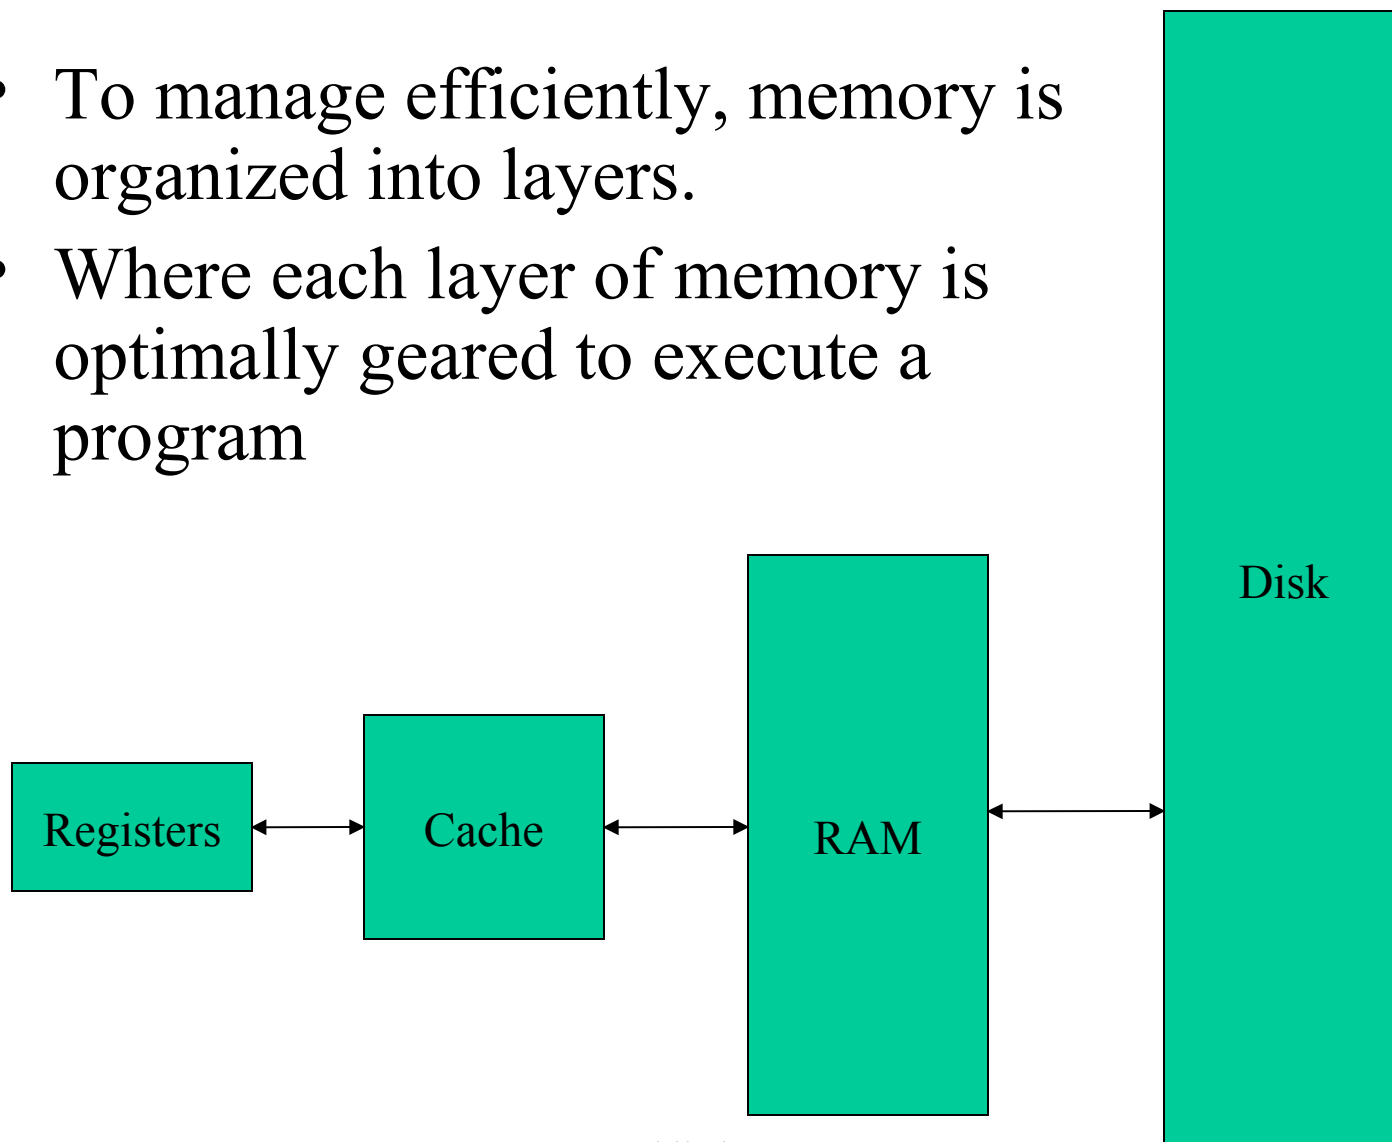 • To manage efficiently, memory is
organized into layers.
• Where each layer of memory is
optimally geared to execute a
program
Disk
Registers
Cache
RAM